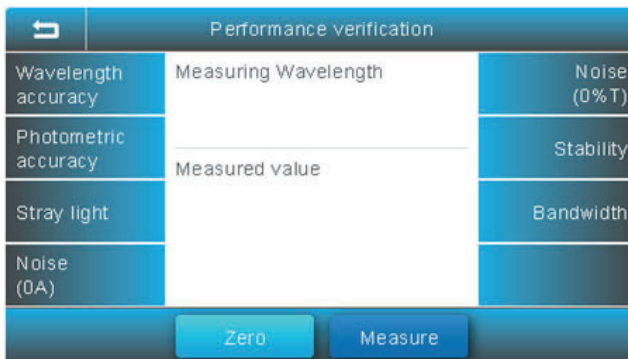 Performance verification
Wavelength
accuracy
Photometric
accuracy
Stray light
Noise
(0A)
Measuring Wavelength
Measured value
Noise
(0%T)
Stability
Bandwidth
Zero
Measure